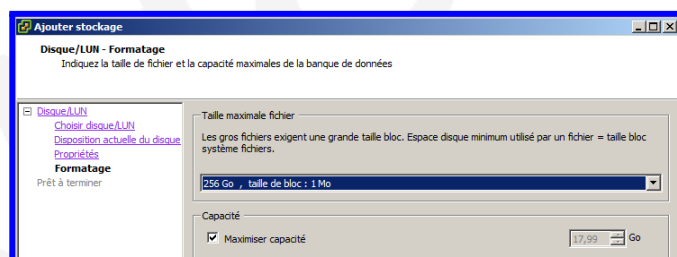 Ajouter stockage
Disque/LUN - Formatage
Indiquez la taille de fichier et la capacité maximales de la banque de données
Disque/LUN
Choisir disque/LUN
Disposition actuelle du disque
Propriétés
Formatage
Prêt à terminer
Taille maximale fichier
Les gros fichiers exigent une grande taille bloc. Espace disque minimum utilisé par un fichier = taille bloc
système fichiers.
256 Go , taille de bloc : 1 Mo
Capacité
Maximiser capacité
17,99 Go